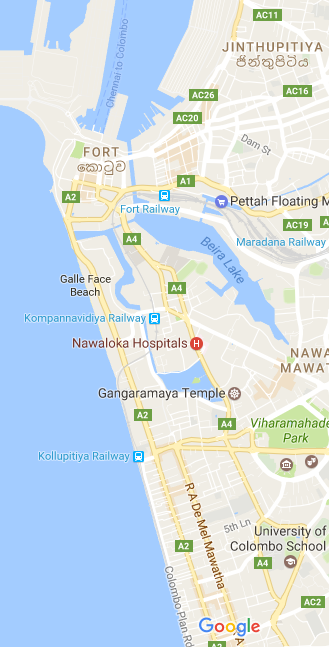 AC11
JINTHUPITIYA
ජින්තුපිටිය
Chennai to Colombo
AC26
AC16
AC20
Dam St
FORT
කොටුව
A1
A2
Pettah Floating M
Fort Railway
AC19
A4
Beira Lake
Maradana Railway
Galle Face
Beach
A4
Kompannavidiya Railway
Nawaloka Hospitals
H
NAWA
MAWAT
Gangaramaya Temple
A2
A4
Viharamahade
Park
Kollupitiya Railway
R. A De Mel Mawatha
5th Ln
University of
Colombo School
A2
A4
Colombo Plan Rd
AC2
Google
A